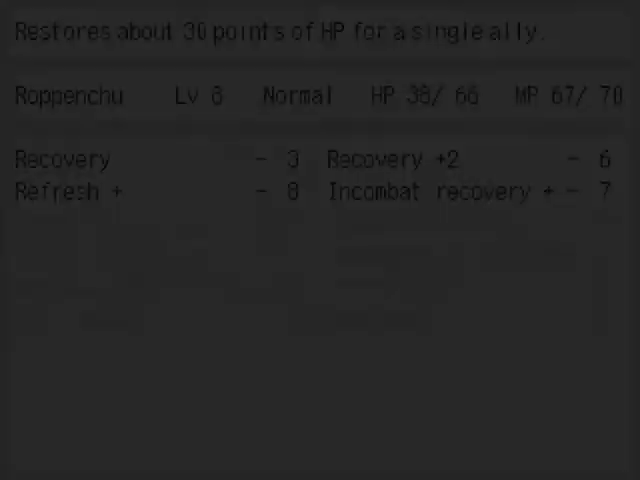 Restores about 30 points of HP for a single ally.
Roppenchu Lv 8 Normal HP 38/ 66 MP 67/ 70
Recovery - 3 Recovery +2 - 6
Refresh + - 8 Incombat recovery + - 7